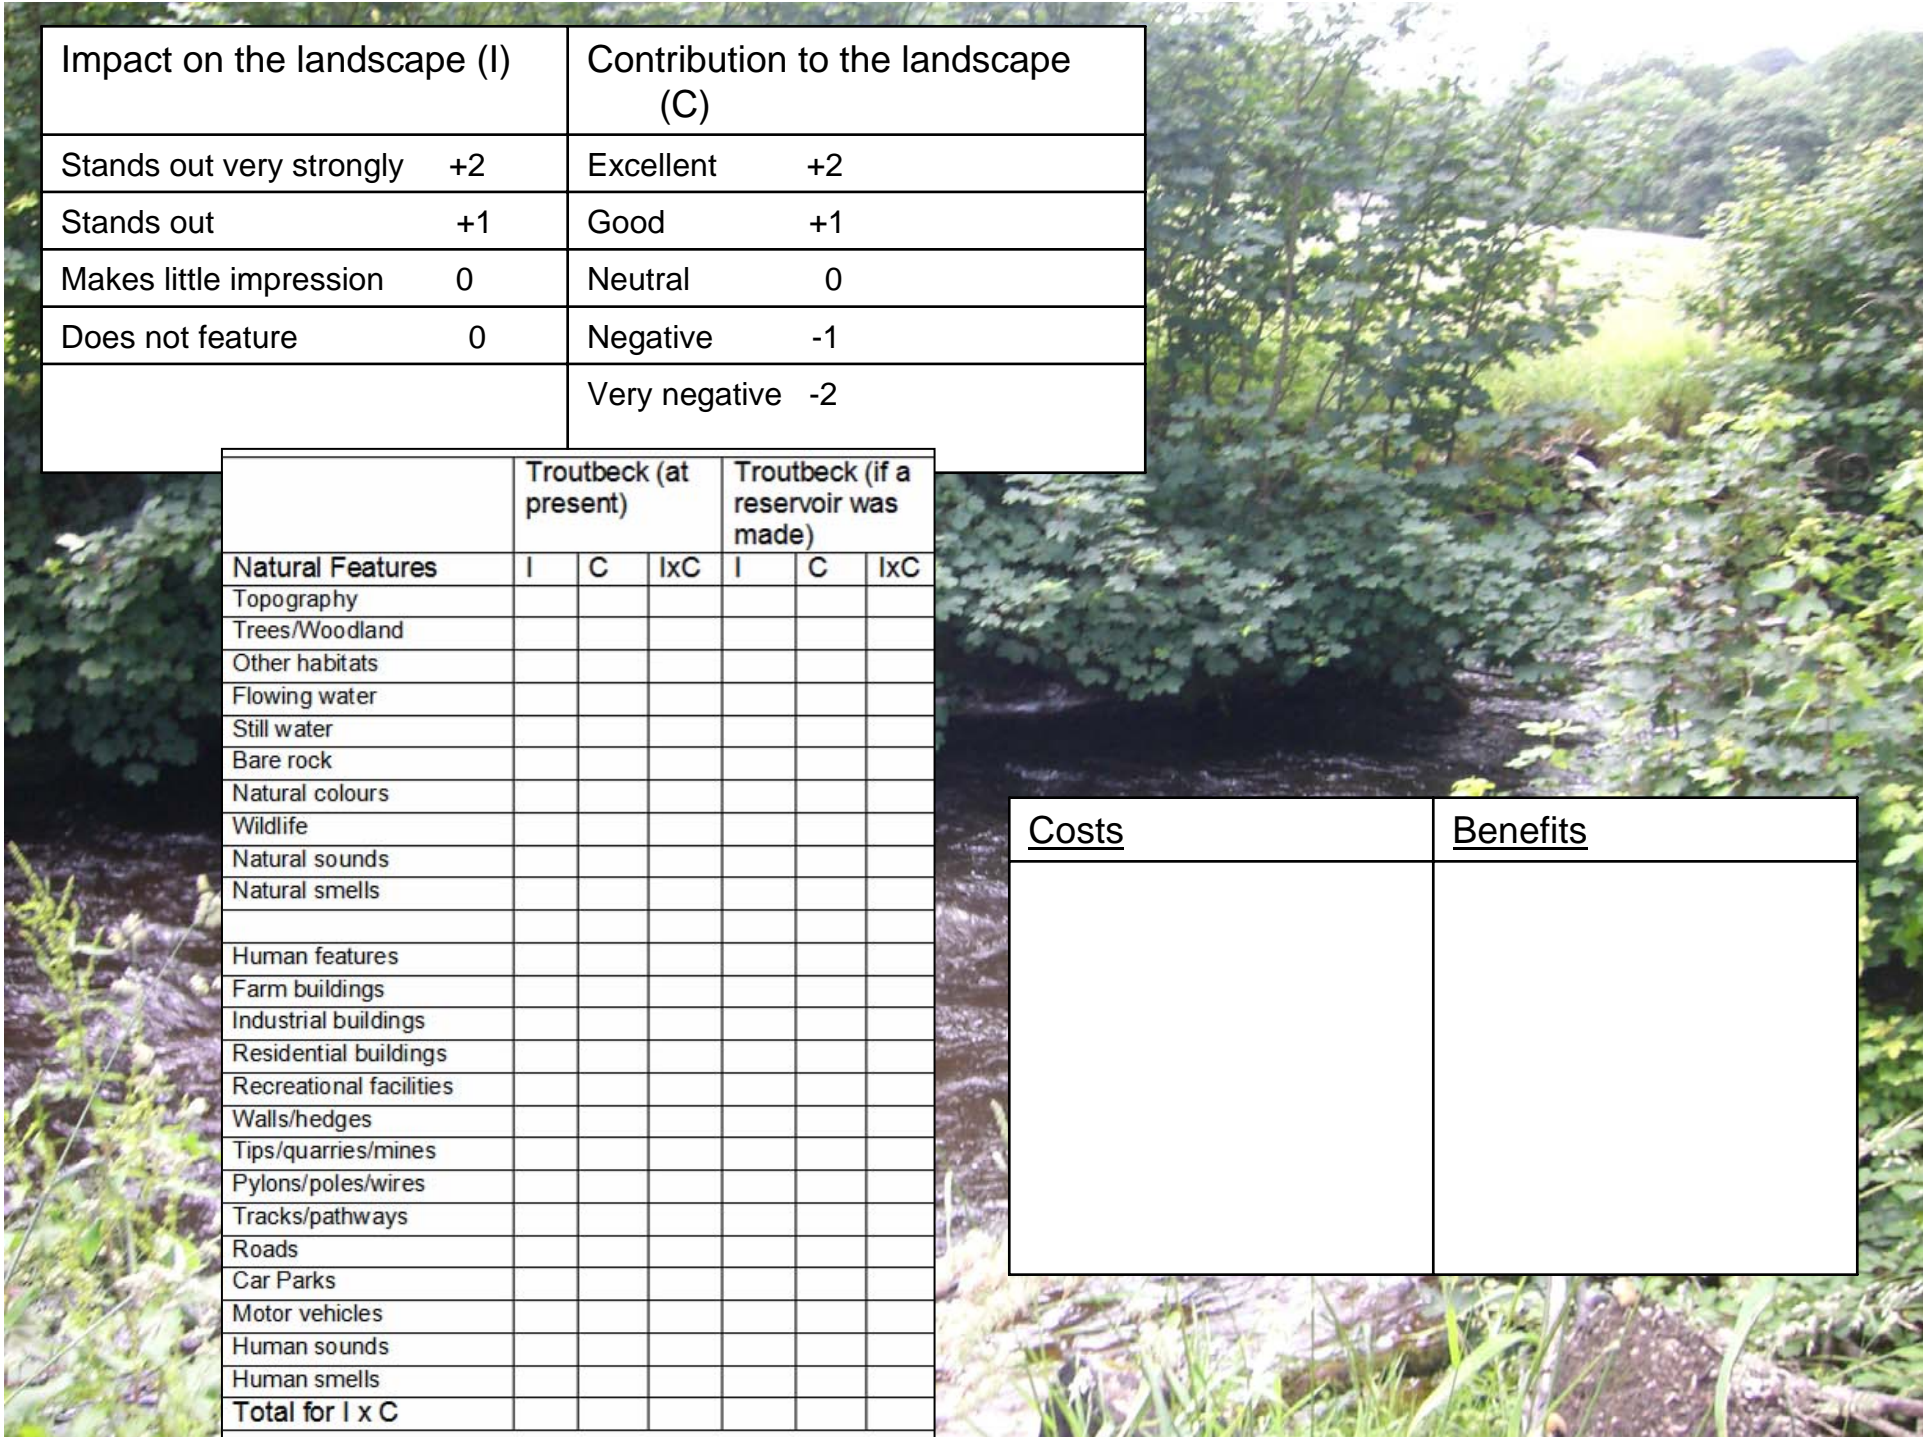 Impact on the landscape (I)
Contribution to the landscape
(C)
Stands out very strongly +2
Excellent +2
Stands out +1
Good +1
Makes little impression 0
Neutral 0
Does not feature 0
Negative -1
Very negative -2
Troutbeck (at
present)
Troutbeck (if a
reservoir was
made)
Natural Features I C IxC I C IxC
Topography
Trees/Woodland
Other habitats
Flowing water
Still water
Bare rock
Natural colours
Wildlife
Natural sounds
Natural smells
Human features
Farm buildings
Industrial buildings
Residential buildings
Recreational facilities
Walls/hedges
Tips/quarries/mines
Pylons/poles/wires
Tracks/pathways
Roads
Car Parks
Motor vehicles
Human sounds
Human smells
Total for I x C
Costs
Benefits